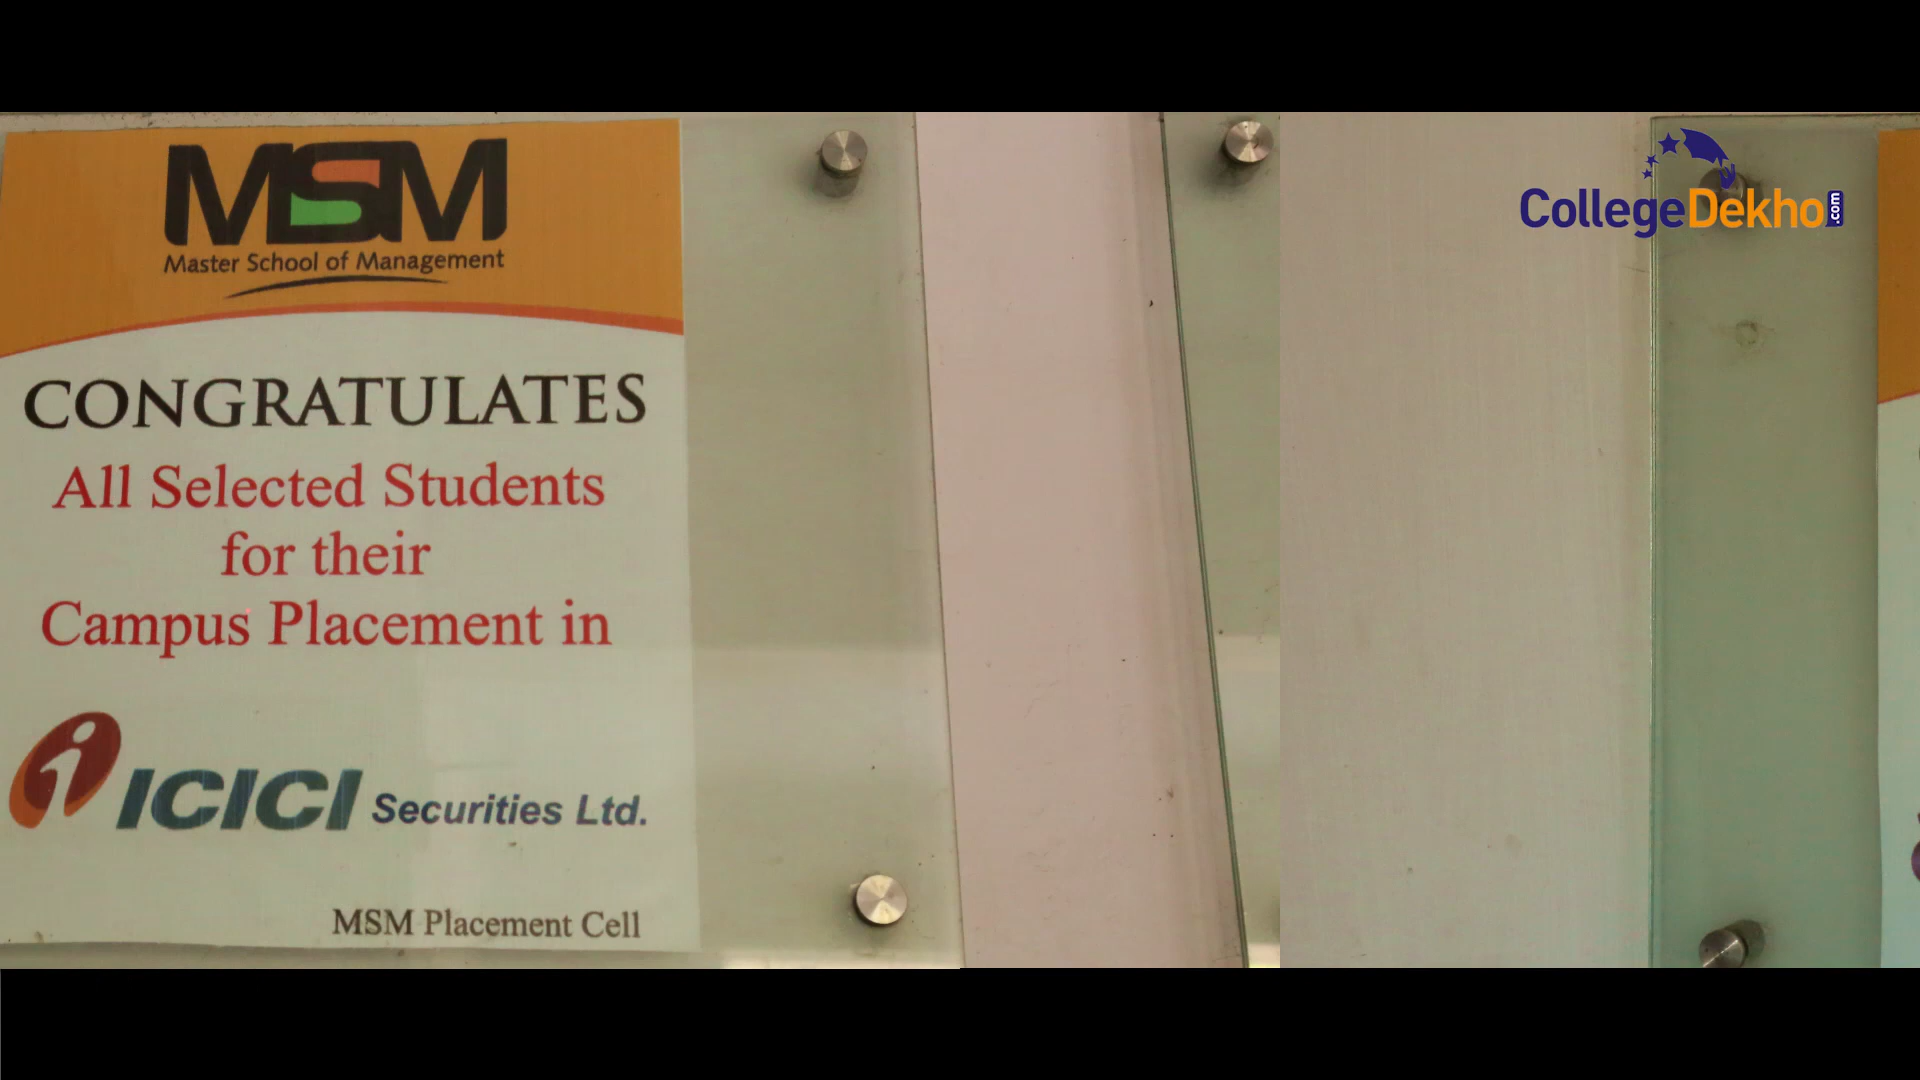 MSM
Master School of Management
CONGRATULATES
All Selected Students
for their
Campus Placement in
i ICICI Securities Ltd.
MSM Placement Cell
CollegeDekho.com